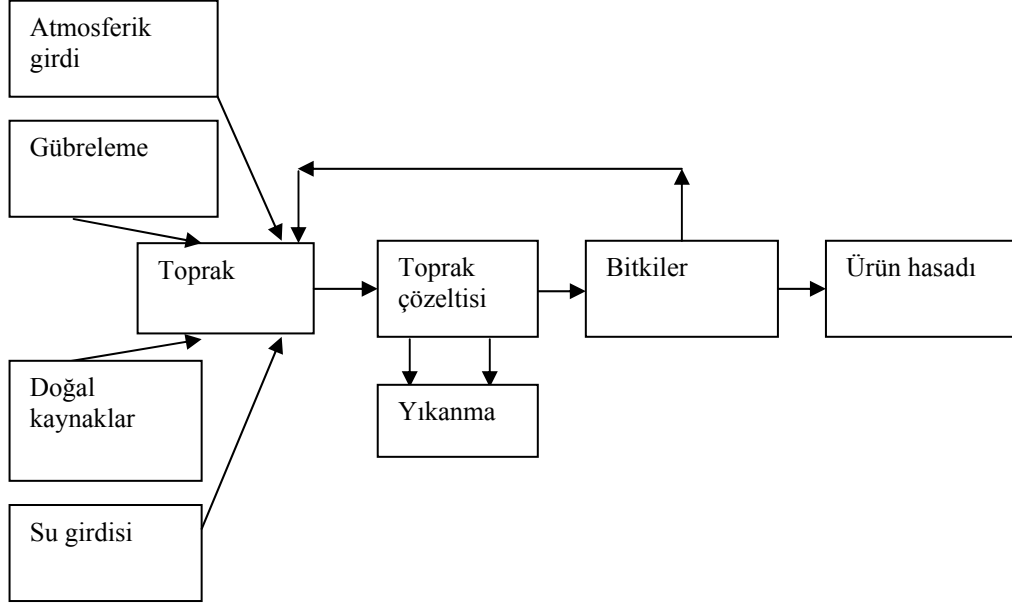 Atmosferik
girdi
Gübreleme
Toprak
Toprak
çözeltisi
Bitkiler
Ürün hasadı
Yıkanma
Doğal
kaynaklar
Su girdisi